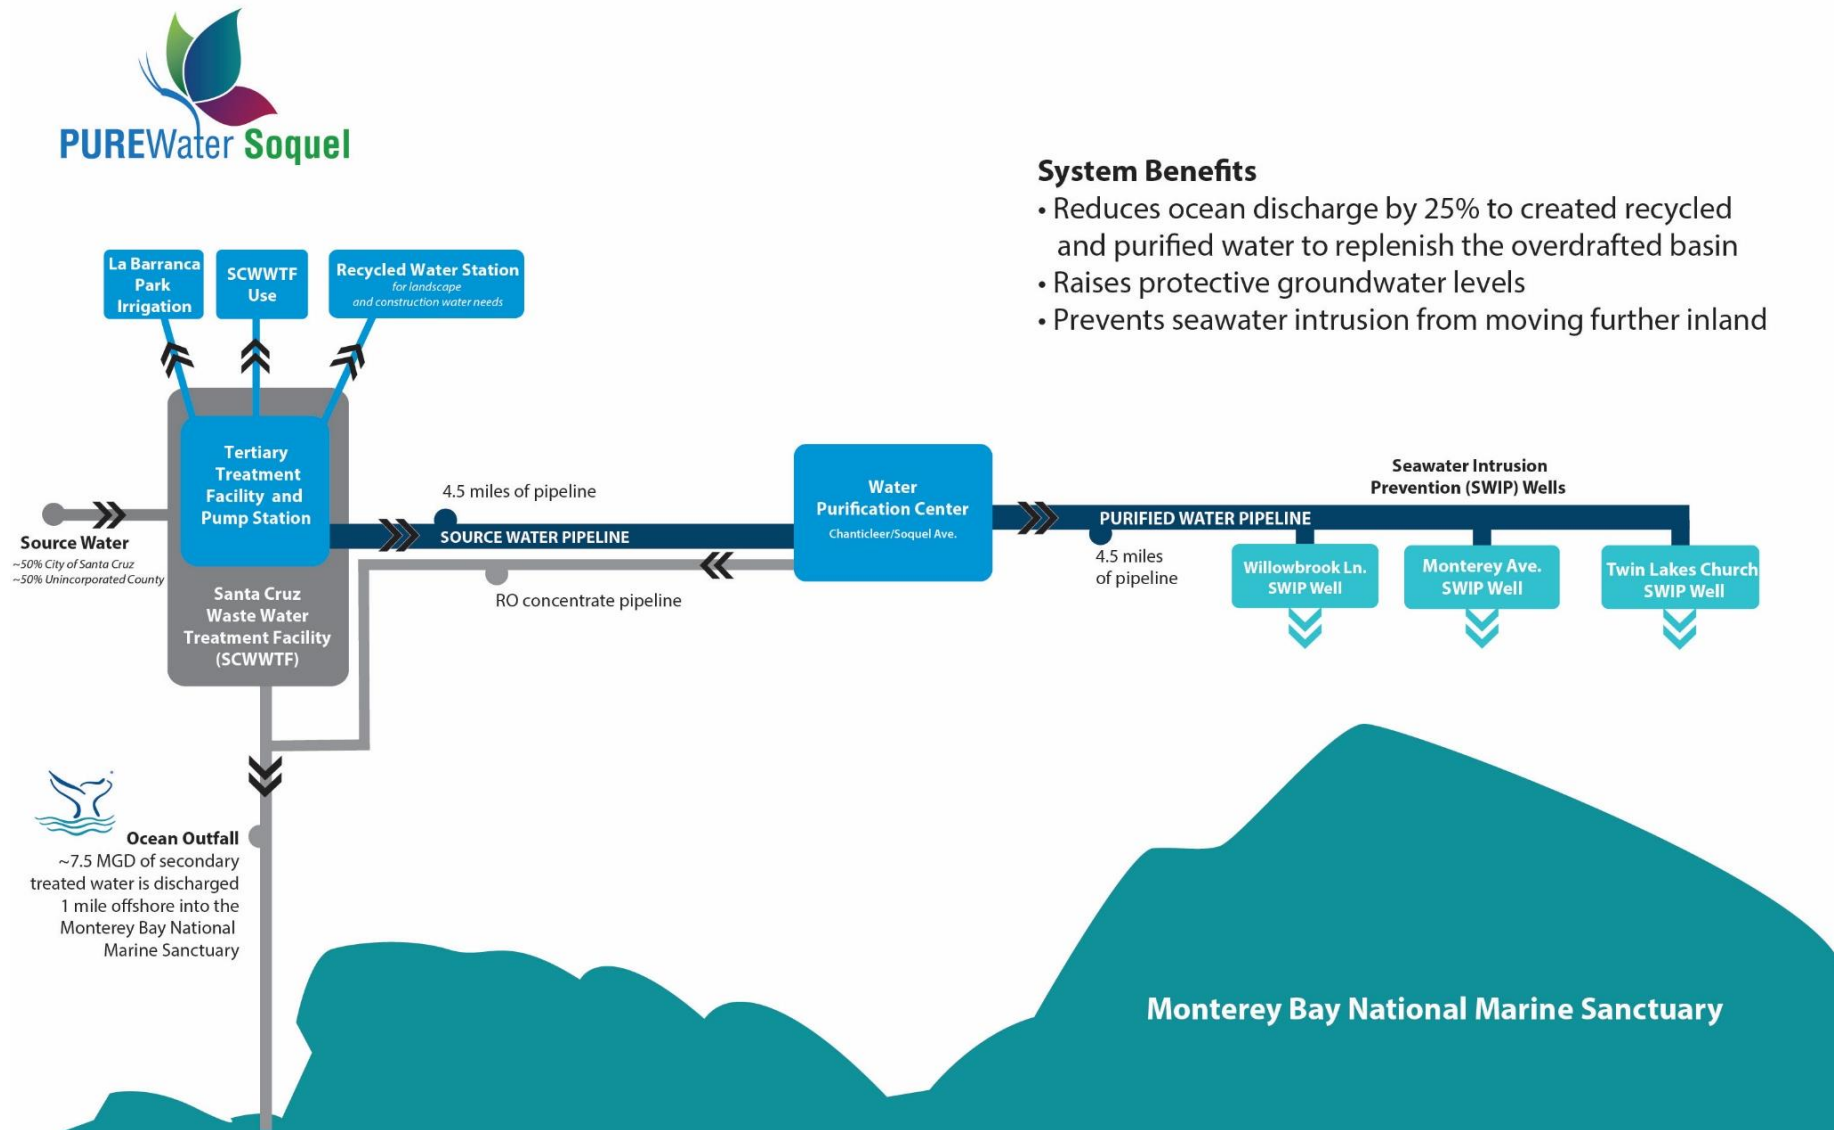 PUREWater Soquel
System Benefits
• Reduces ocean discharge by 25% to created recycled
and purified water to replenish the overdrafted basin
• Raises protective groundwater levels
• Prevents seawater intrusion from moving further inland
La Barranca
Park
Irrigation
SCWWTF
Use
Recycled Water Station
for landscape
and construction water needs
Tertiary
Treatment
Facility and
Pump Station
Source Water
~50% City of Santa Cruz
~50% Unincorporated County
Santa Cruz
Waste Water
Treatment Facility
(SCWWTF)
4.5 miles of pipeline
SOURCE WATER PIPELINE
RO concentrate pipeline
Water
Purification Center
Chanticleer/Soquel Ave.
Seawater Intrusion
Prevention (SWIP) Wells
PURIFIED WATER PIPELINE
4.5 miles
of pipeline
Willowbrook Ln.
SWIP Well
Monterey Ave.
SWIP Well
Twin Lakes Church
SWIP Well
Ocean Outfall
~7.5 MGD of secondary
treated water is discharged
1 mile offshore into the
Monterey Bay National
Marine Sanctuary
Monterey Bay National Marine Sanctuary